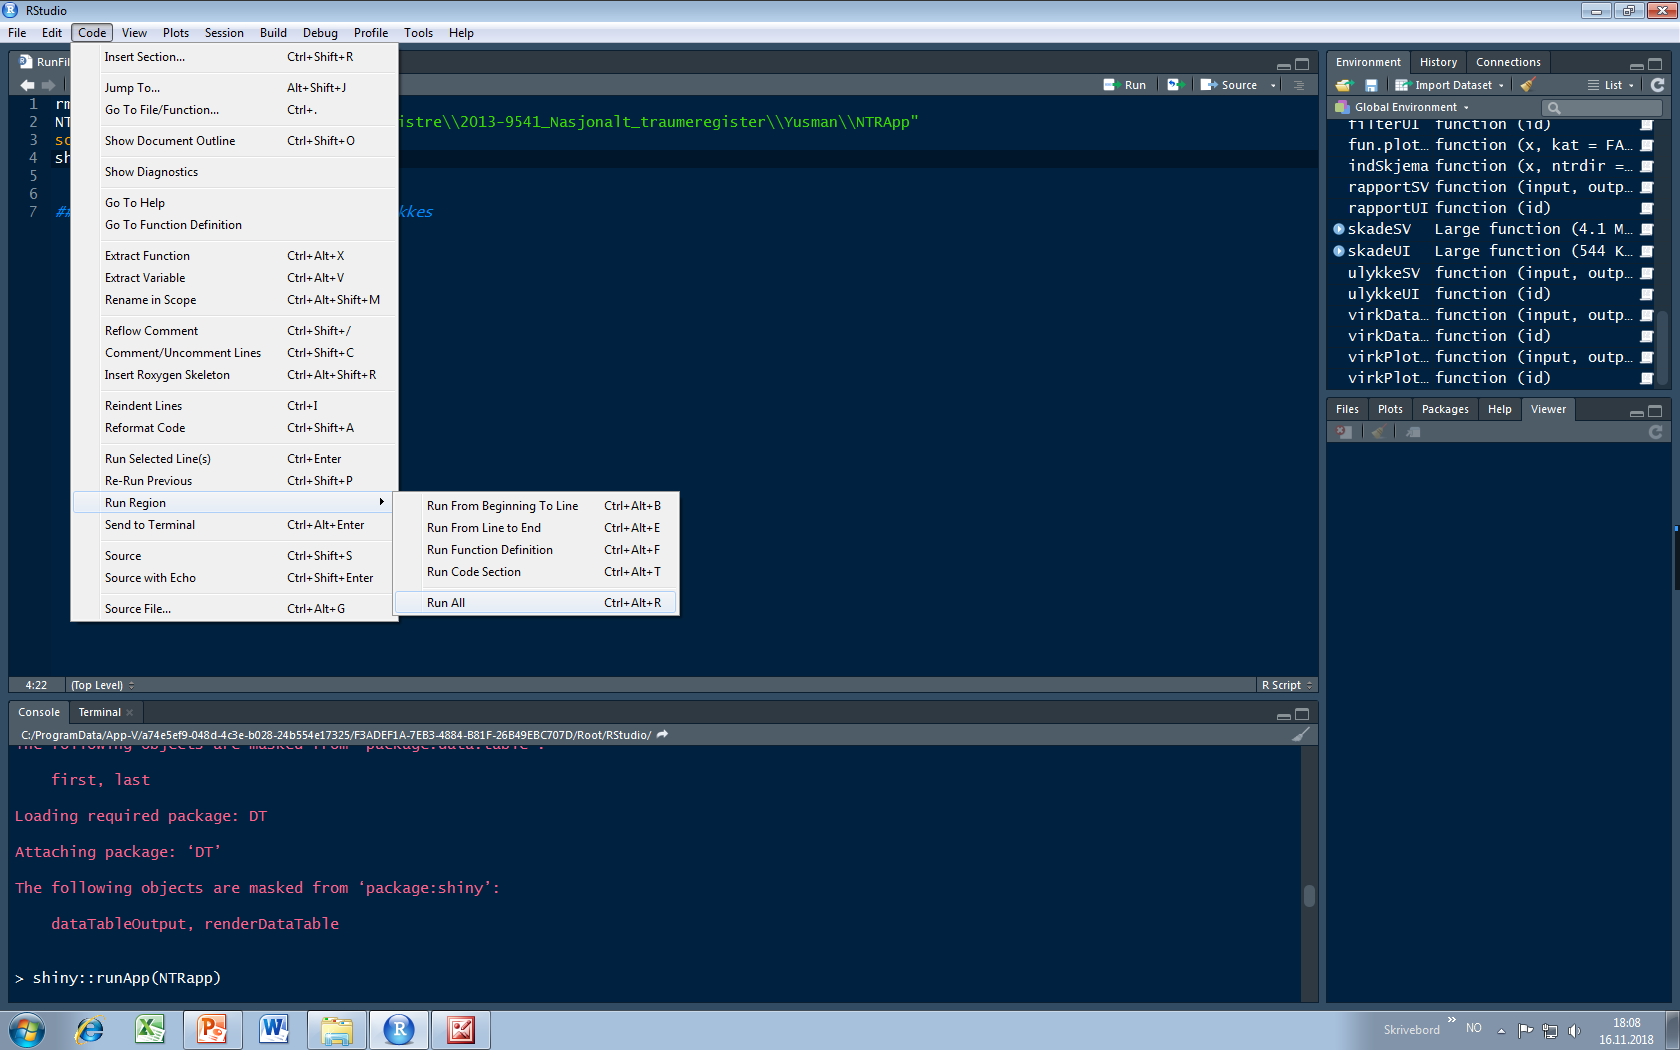 RStudio
File Edit Code View Plots Session Build Debug Profile Tools Help
RunFil
Insert Section... Ctrl+Shift+R
Jump To... Alt+Shift+J
Go To File/Function... Ctrl+.
Show Document Outline Ctrl+Shift+O
Show Diagnostics
Go To Help
Go To Function Definition
Extract Function Ctrl+Alt+X
Extract Variable Ctrl+Alt+V
Rename in Scope Ctrl+Alt+Shift+M
Reflow Comment Ctrl+Shift+/
Comment/Uncomment Lines Ctrl+Shift+C
Insert Roxygen Skeleton Ctrl+Alt+Shift+R
Reindent Lines Ctrl+I
Reformat Code Ctrl+Shift+A
Run Selected Line(s) Ctrl+Enter
Re-Run Previous Ctrl+Shift+P
Run Region
Send to Terminal Ctrl+Alt+Enter
Source Ctrl+Shift+S
Source with Echo Ctrl+Shift+Enter
Source File... Ctrl+Alt+G
Run From Beginning To Line Ctrl+Alt+B
Run From Line to End Ctrl+Alt+E
Run Function Definition Ctrl+Alt+F
Run Code Section Ctrl+Alt+T
Run All Ctrl+Alt+R
Run Source
1 rm
2 NT istre\\2013-9541_Nasjonalt_traumeregister\\Yusman\\NTRApp"
3 so
4 sh
5
6
7 ## kkes
4:22 (Top Level) R Script
Console Terminal
C:/ProgramData/App-V/a74e5ef9-048d-4c3e-b028-24b554e17325/F3ADEF1A-7EB3-4884-B81F-26B49EBC707D/Root/RStudio/
The following objects are masked from ‘package:data.table’:
first, last
Loading required package: DT
Attaching package: ‘DT’
The following objects are masked from ‘package:shiny’:
dataTableOutput, renderDataTable
> shiny::runApp(NTRapp)
Environment History Connections
Import Dataset List
Global Environment
filterUI function (id)
fun.plot… function (x, kat = FA…
indSkjema function (x, ntrdir =…
rapportSV function (input, outp…
rapportUI function (id)
skadeSV Large function (4.1 M…
skadeUI Large function (544 K…
ulykkeSV function (input, outp…
ulykkeUI function (id)
virkData… function (input, outp…
virkData… function (id)
virkPlot… function (input, outp…
virkPlot… function (id)
Files Plots Packages Help Viewer
Skrivebord » NO 18:08
16.11.2018